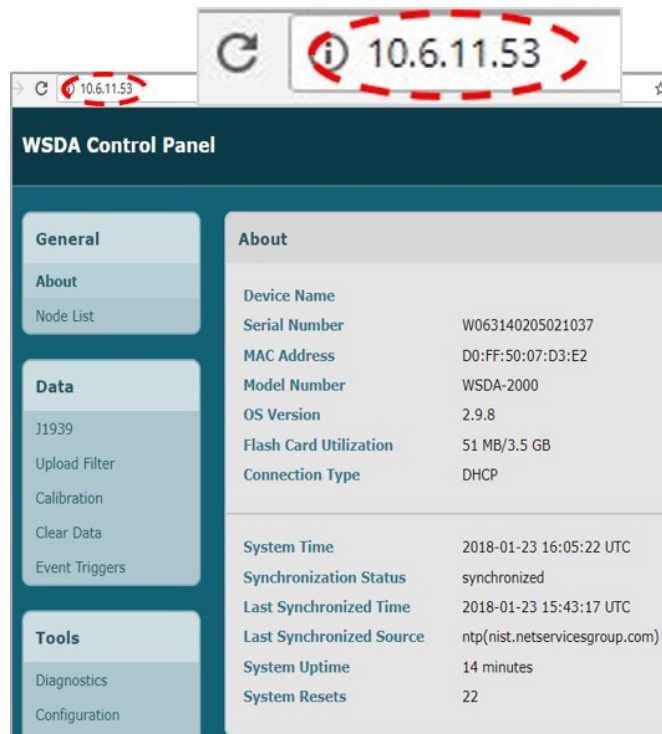 10.6.11.53
10.6.11.53
WSDA Control Panel
General
About
Node List
Data
J1939
Upload Filter
Calibration
Clear Data
Event Triggers
Tools
Diagnostics
Configuration
About
Device Name
Serial Number W063140205021037
MAC Address D0:FF:50:07:D3:E2
Model Number WSDA-2000
OS Version 2.9.8
Flash Card Utilization 51 MB/3.5 GB
Connection Type DHCP
System Time 2018-01-23 16:05:22 UTC
Synchronization Status synchronized
Last Synchronized Time 2018-01-23 15:43:17 UTC
Last Synchronized Source ntp(nist.netservicesgroup.com)
System Uptime 14 minutes
System Resets 22